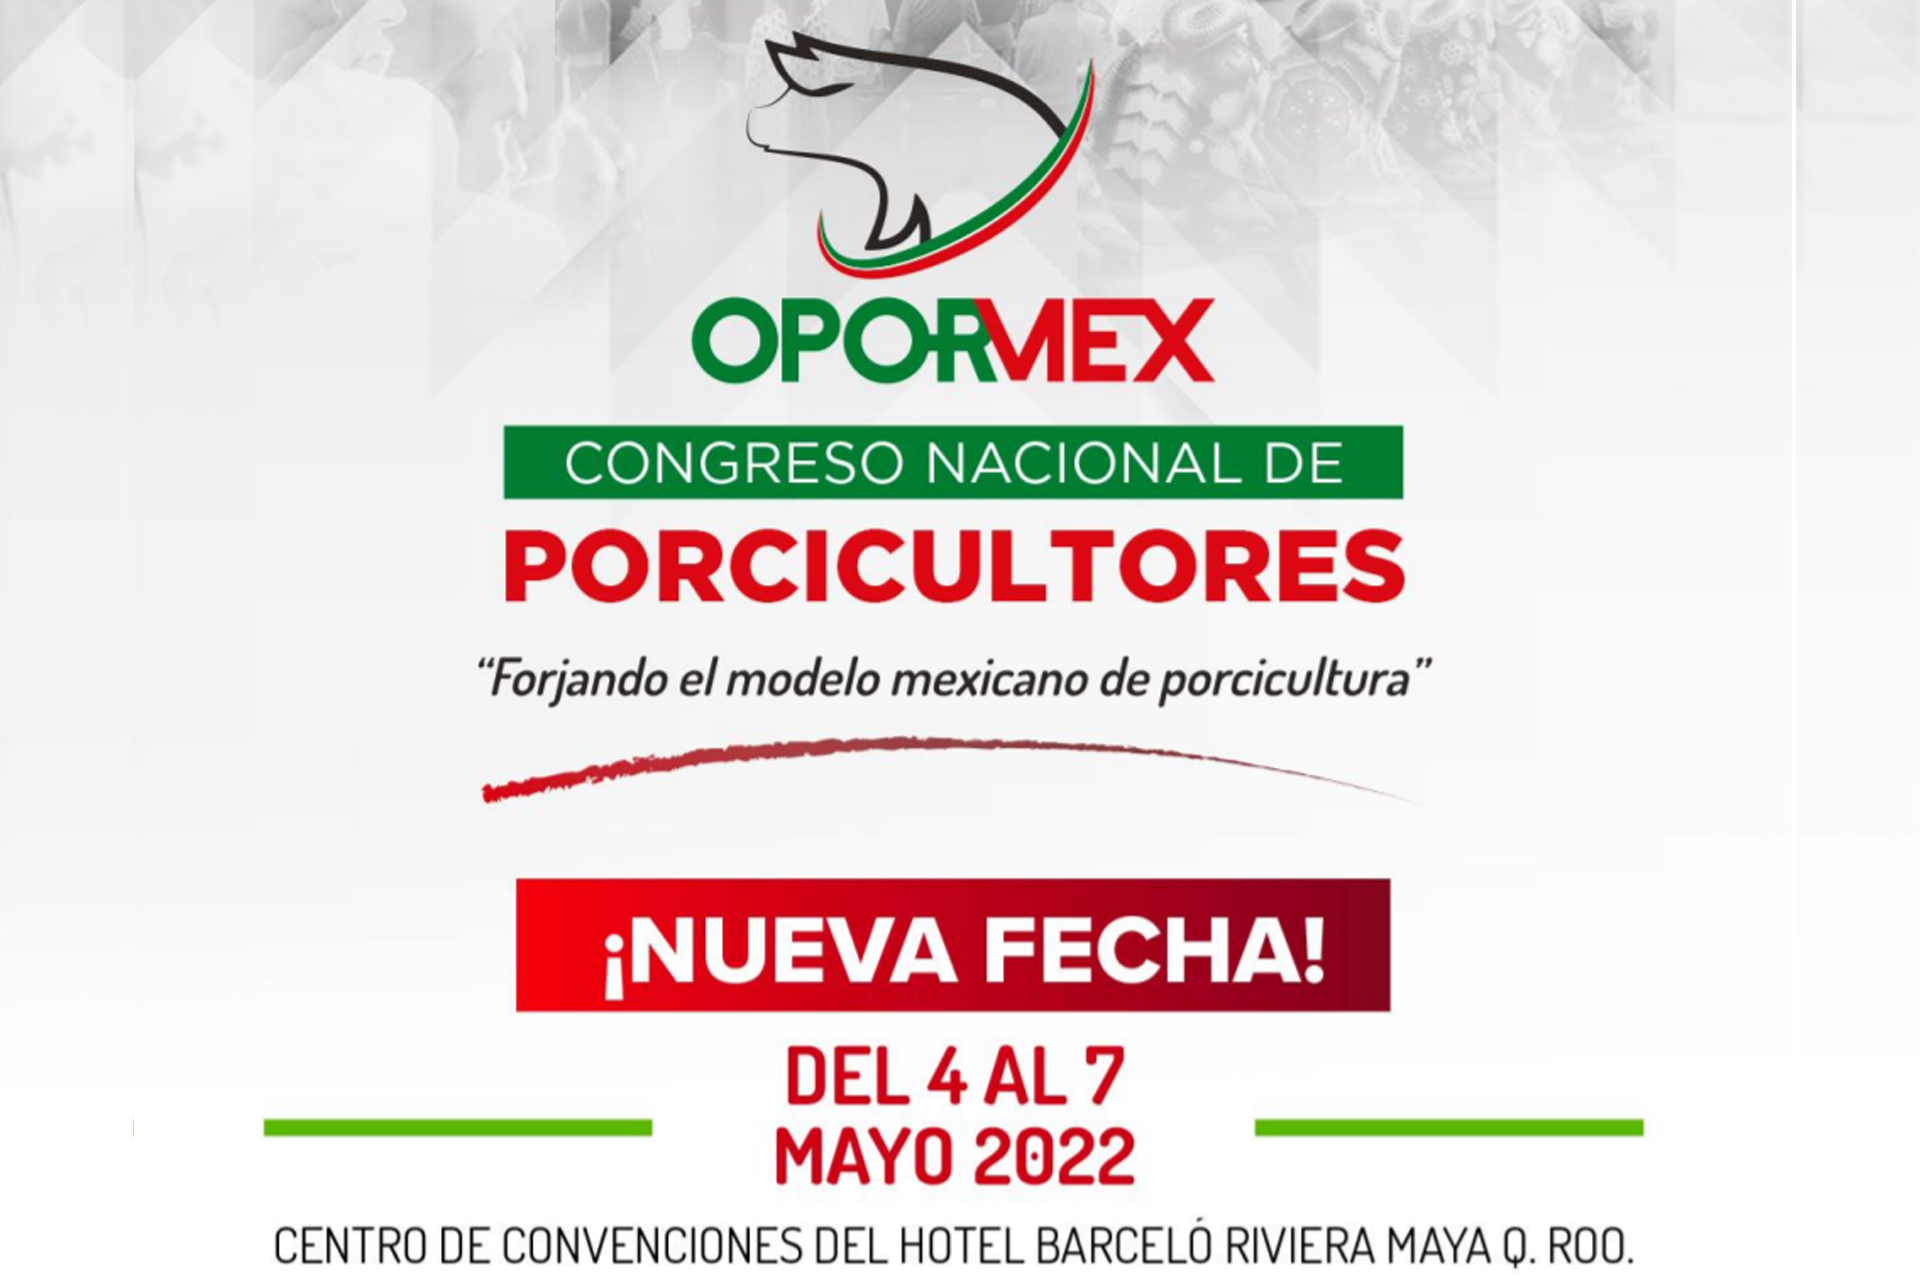 OPORMEX
CONGRESO NACIONAL DE
PORCICULTORES
“Forjando el modelo mexicano de porcicultura”
¡NUEVA FECHA!
DEL 4 AL 7
MAYO 2022
CENTRO DE CONVENCIONES DEL HOTEL BARCELÓ RIVIERA MAYA Q. ROO.